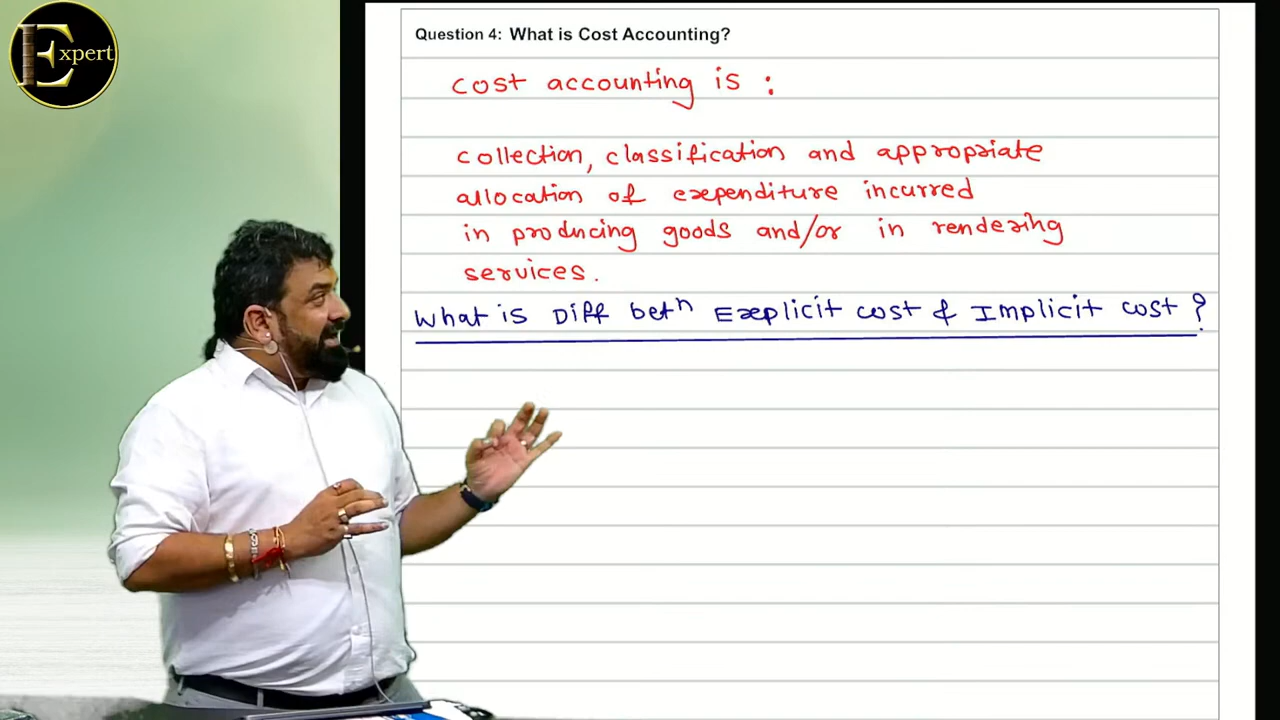 Expert
Question 4: What is Cost Accounting?
cost accounting is :
collection, classification and appropriate
allocation of expenditure incurred
in producing goods and/or in rendering
services.
What is Diff betn Explicit cost & Implicit cost ?